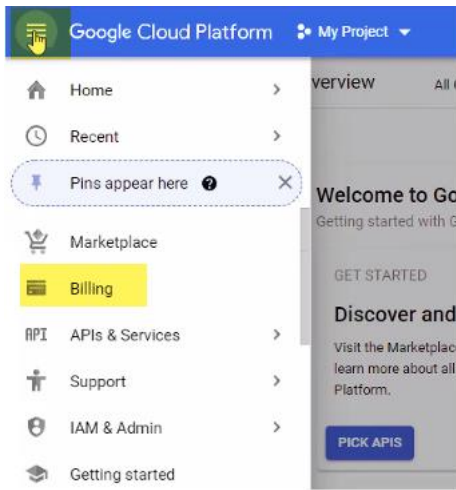 Google Cloud Platform My Project
Home
Recent
Pins appear here ?
Marketplace
Billing
API APIs & Services
Support
IAM & Admin
Getting started
verview All
Welcome to Go
Getting started with G
GET STARTED
Discover and
Visit the Marketplac
learn more about all
Platform.
PICK APIS